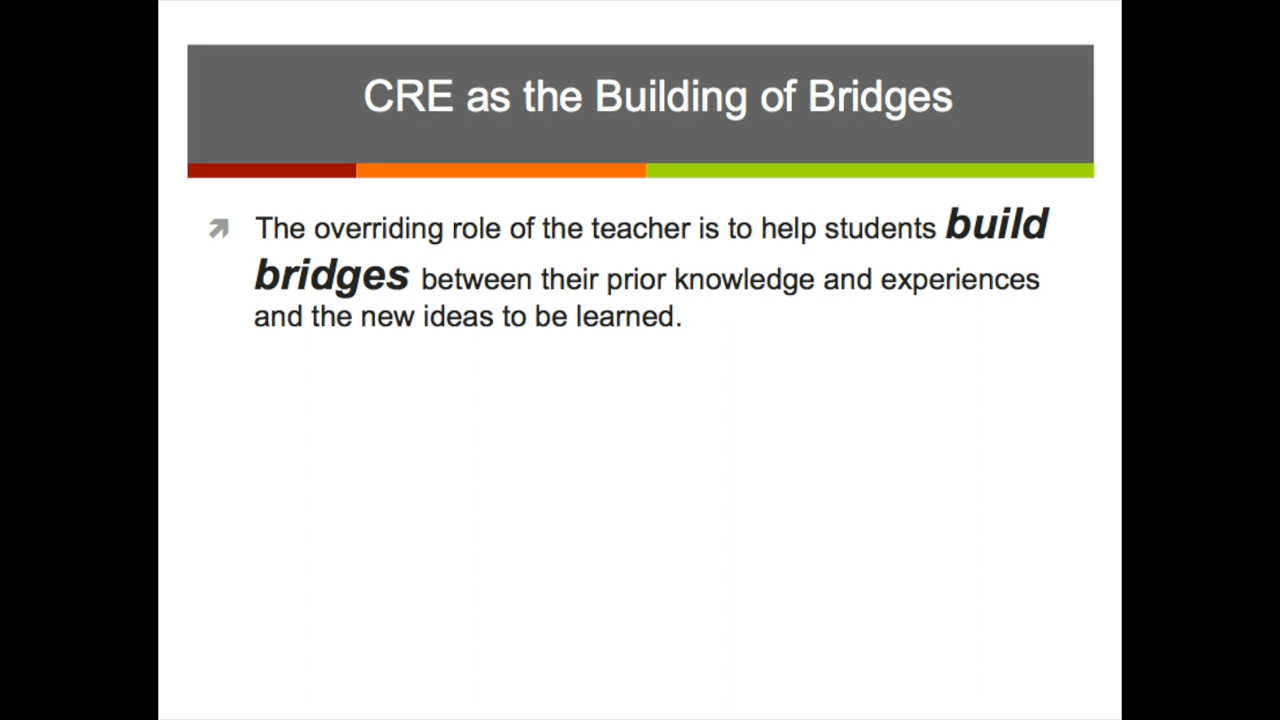 CRE as the Building of Bridges
The overriding role of the teacher is to help students build
bridges between their prior knowledge and experiences
and the new ideas to be learned.